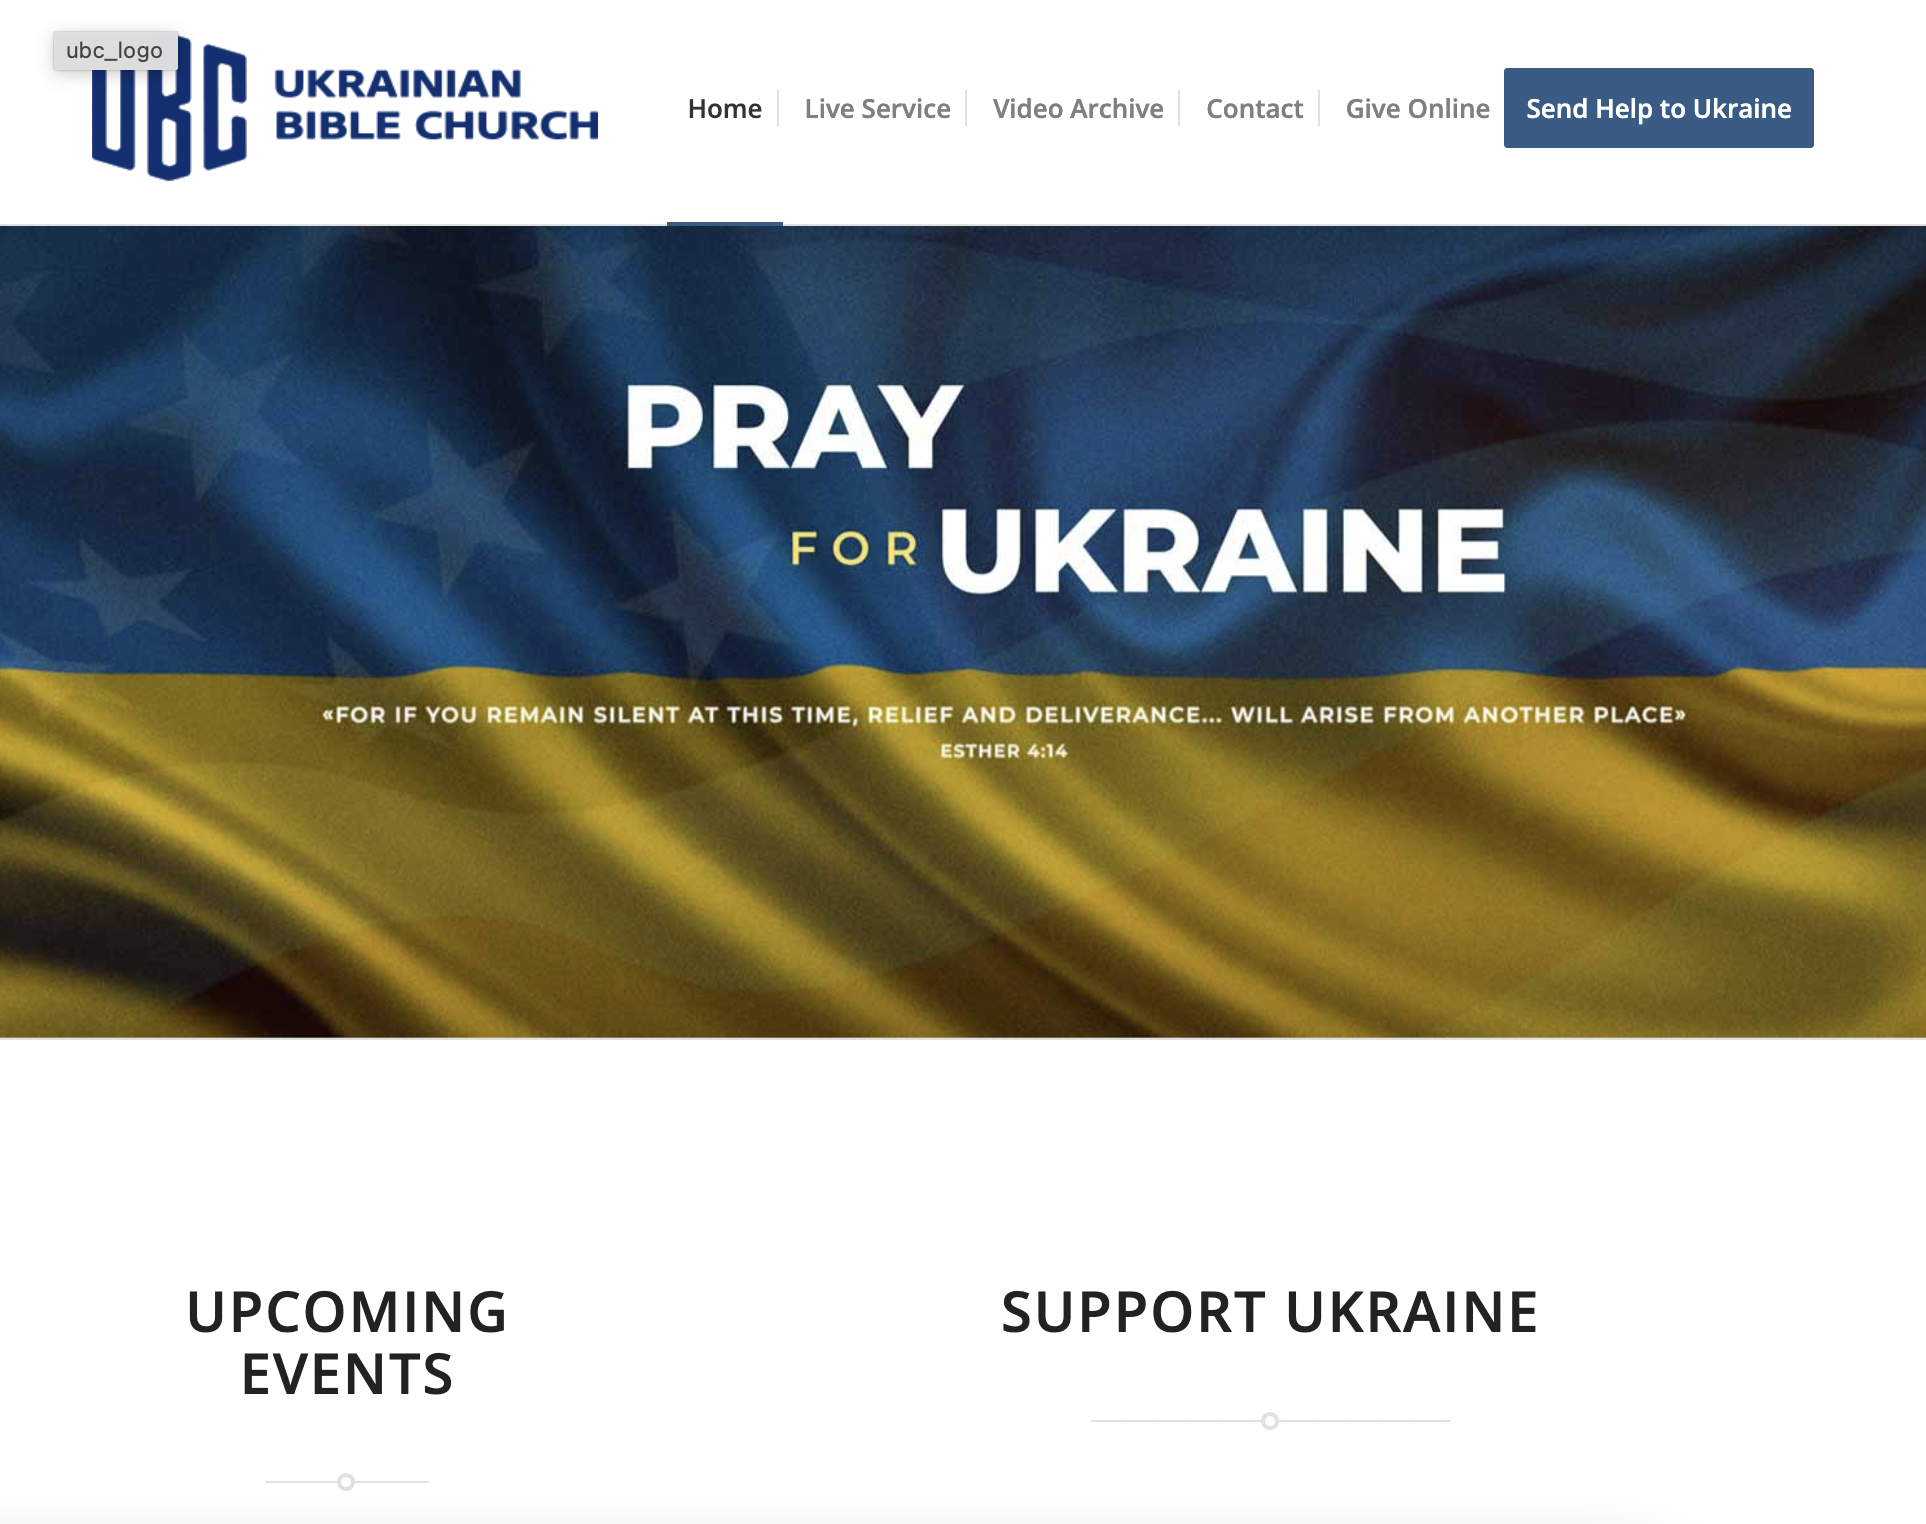 ubc_logo
UBC
UKRAINIAN
BIBLE CHURCH
Home
Live Service
Video Archive
Contact
Give Online
Send Help to Ukraine
PRAY
FOR UKRAINE
«FOR IF YOU REMAIN SILENT AT THIS TIME, RELIEF AND DELIVERANCE... WILL ARISE FROM ANOTHER PLACE»
ESTHER 4:14
UPCOMING
EVENTS
SUPPORT UKRAINE